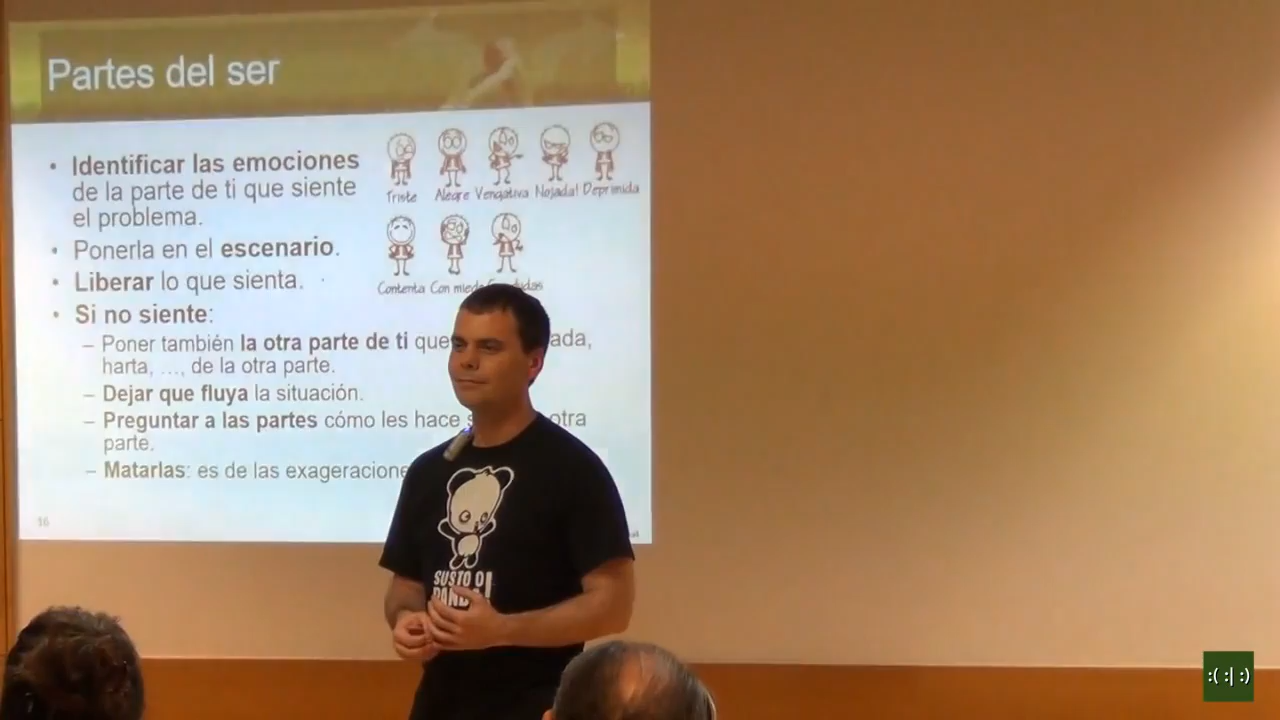 Partes del ser
• Identificar las emociones
de la parte de ti que siente
el problema.
• Ponerla en el escenario.
• Liberar lo que sienta.
• Si no siente:
– Poner también la otra parte de ti que
ada,
harta, …, de la otra parte.
– Dejar que fluya la situación.
– Preguntar a las partes cómo les hace
otra
parte.
– Matarlas: es de las
Triste Alegre Vengativa Nojada! Deprimida
Contenta Con
16
SUSTO O
:( :| :)